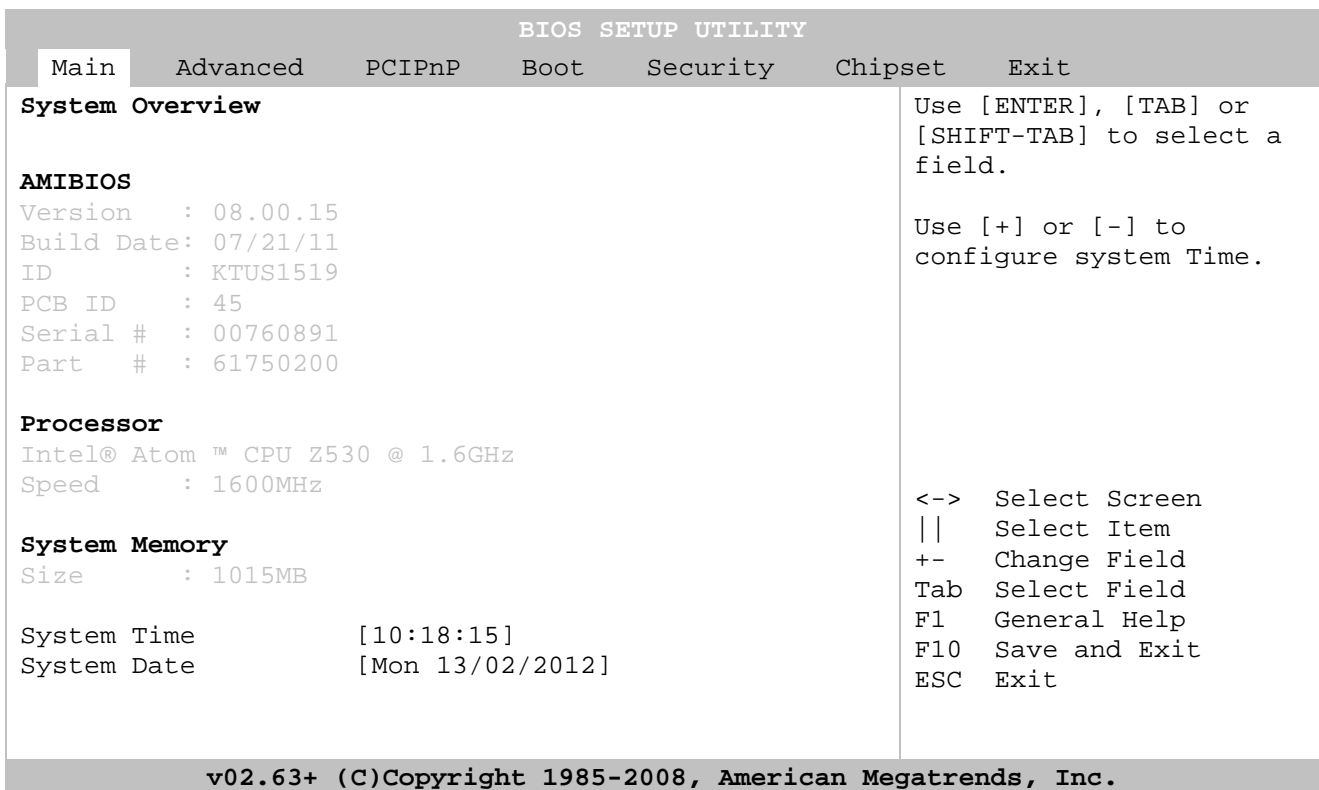 BIOS SETUP UTILITY
Main Advanced PCIPnP Boot Security Chipset Exit
System Overview
AMIBIOS
Version : 08.00.15
Build Date: 07/21/11
ID : KTUS1519
PCB ID : 45
Serial # : 00760891
Part # : 61750200
Processor
Intel® Atom ™ CPU Z530 @ 1.6GHz
Speed : 1600MHz
System Memory
Size : 1015MB
System Time [10:18:15]
System Date [Mon 13/02/2012]
Use [ENTER], [TAB] or
[SHIFT-TAB] to select a
field.
Use [+] or [-] to
configure system Time.
<-> Select Screen
|| Select Item
+- Change Field
Tab Select Field
F1 General Help
F10 Save and Exit
ESC Exit
v02.63+ (C)Copyright 1985-2008, American Megatrends, Inc.